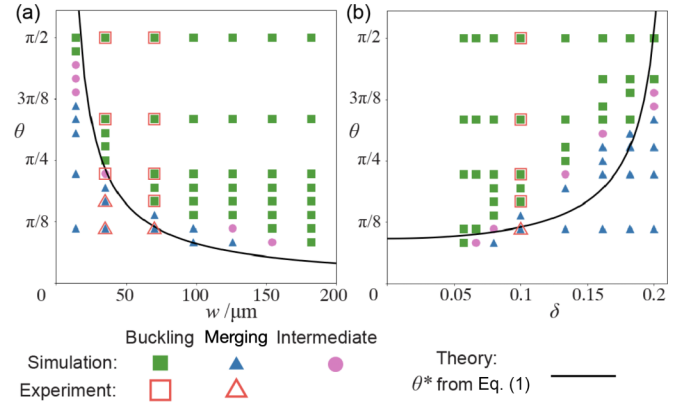 (a)
(b)
π/2
3π/8
θ
π/4
π/8
0
50
100
150
200
w /μm
π/2
3π/8
θ
π/4
π/8
0
0.05
0.1
0.15
0.2
δ
Buckling Merging Intermediate
Simulation:
Experiment:
Theory:
θ* from Eq. (1)